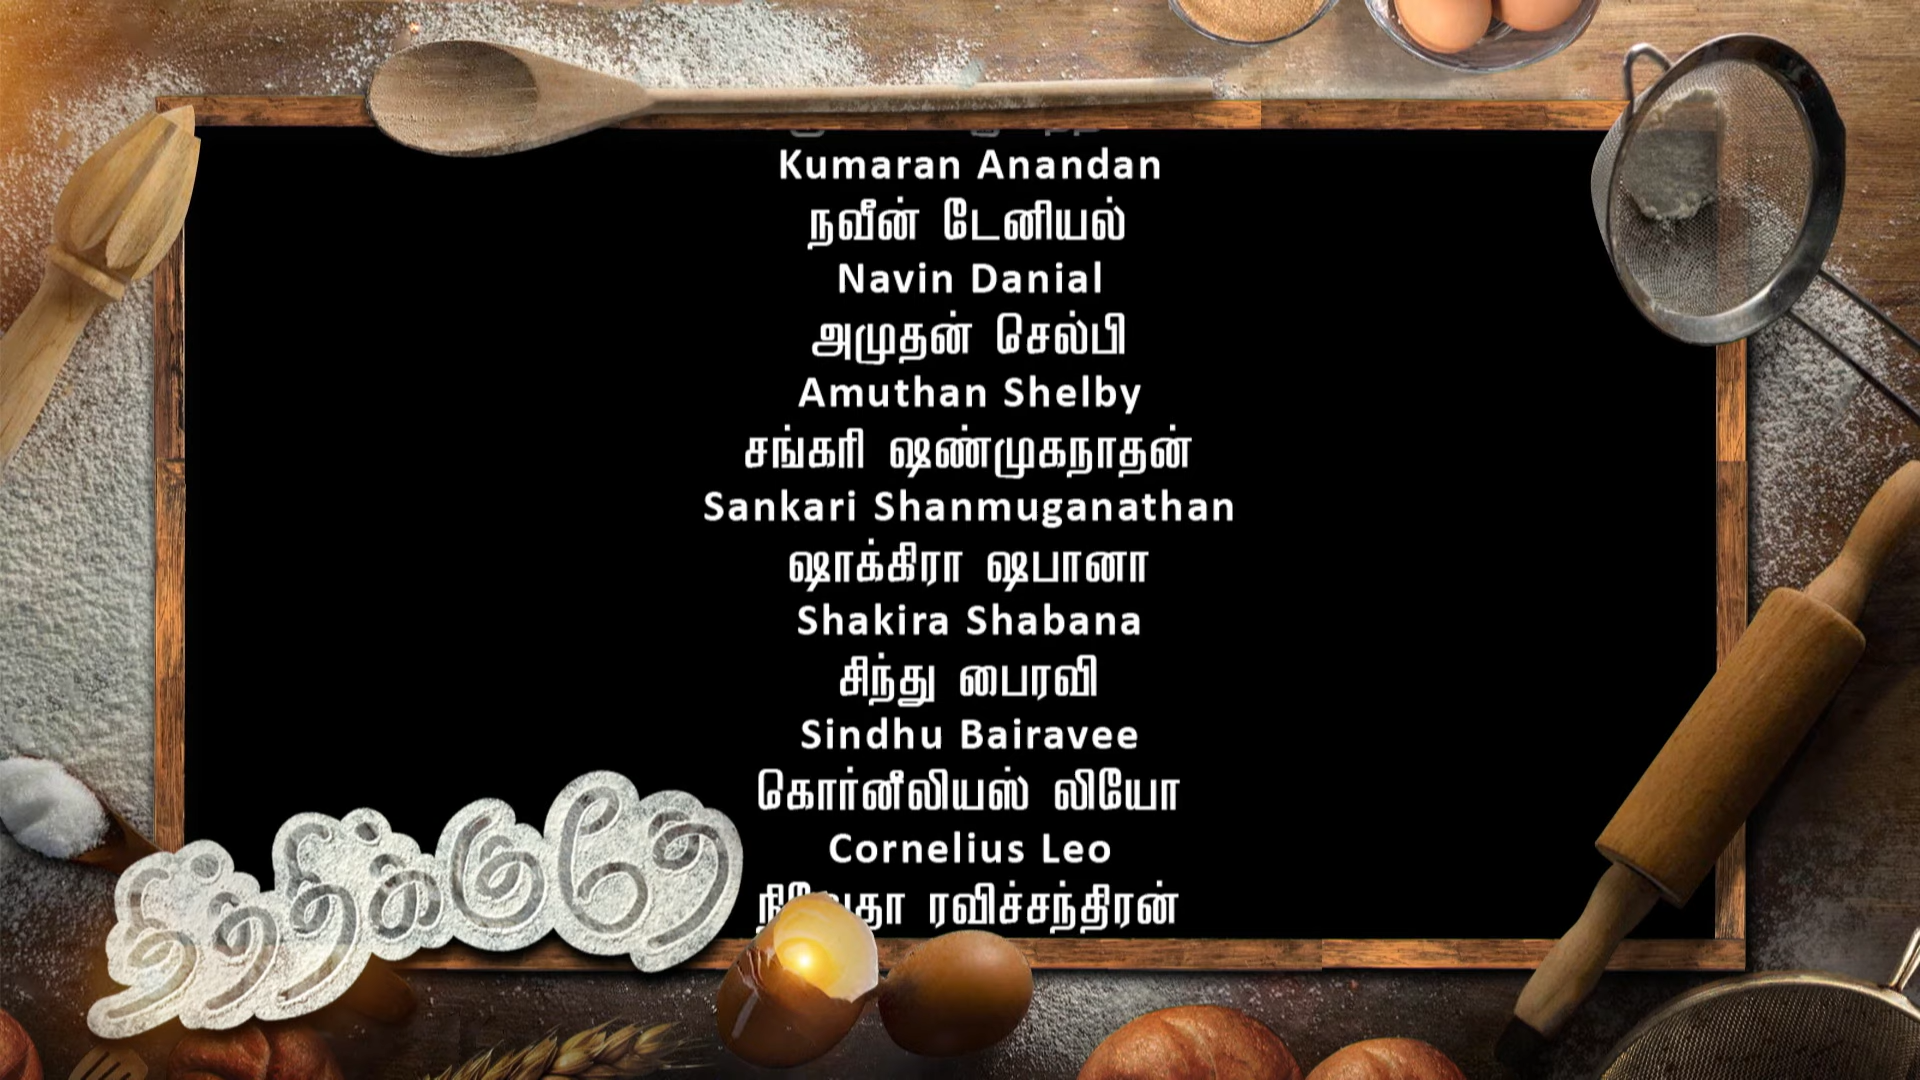 Kumaran Anandan
நவீன் டேனியல்
Navin Danial
அமுதன் செல்பி
Amuthan Shelby
சங்கரி ஷண்முகநாதன்
Sankari Shanmuganathan
ஷாக்கிரா ஷபானா
Shakira Shabana
சிந்து பைரவி
Sindhu Bairavee
கொர்னீலியஸ் லியோ
Cornelius Leo
ரவிச்சந்திரன்
தித்திக்குதே